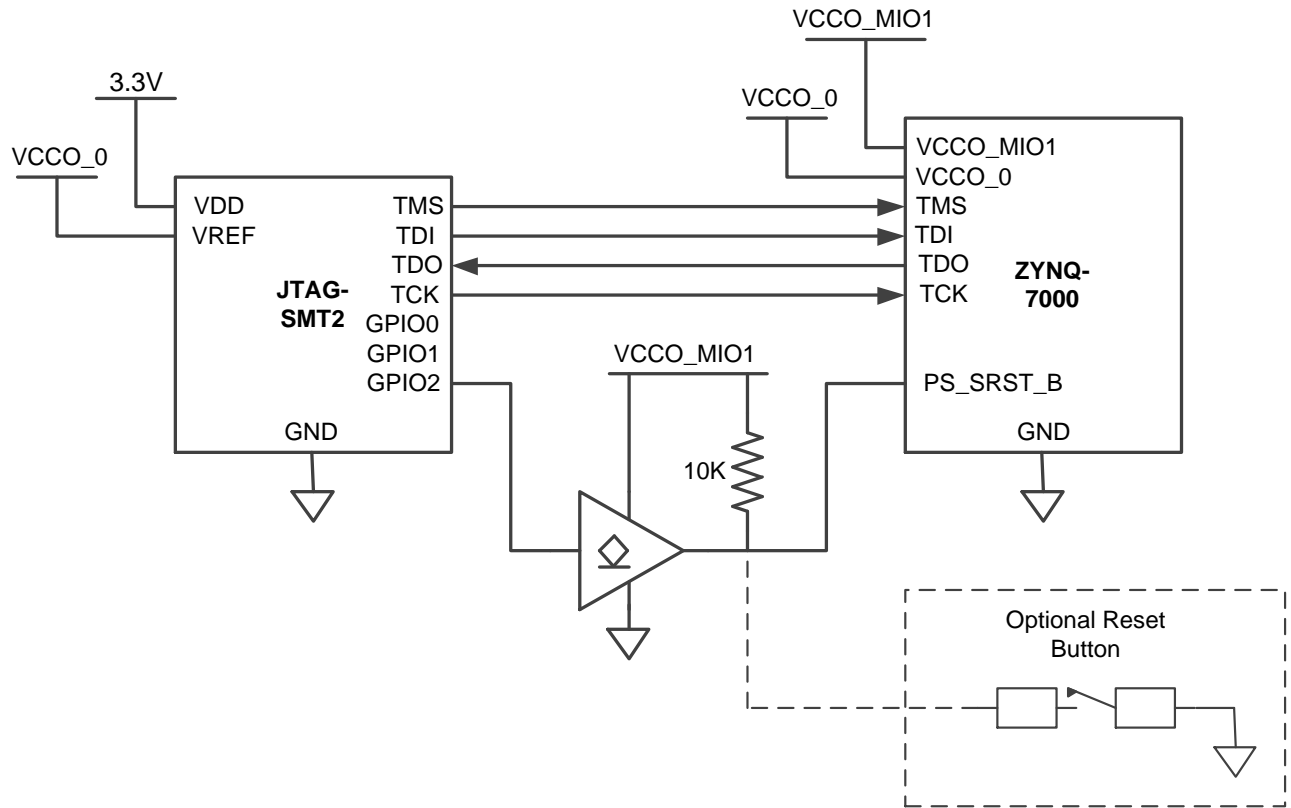 VCCO_MIO1
3.3V
VCCO_0
VCCO_0
VCCO_MIO1
VCCO_0
VDD
VREF
TMS
TDI
TDO
TCK
GPIO0
GPIO1
GPIO2
JTAG-
SMT2
GND
TMS
TDI
TDO
TCK
ZYNQ-
7000
PS_SRST_B
GND
VCCO_MIO1
10K
Optional Reset
Button